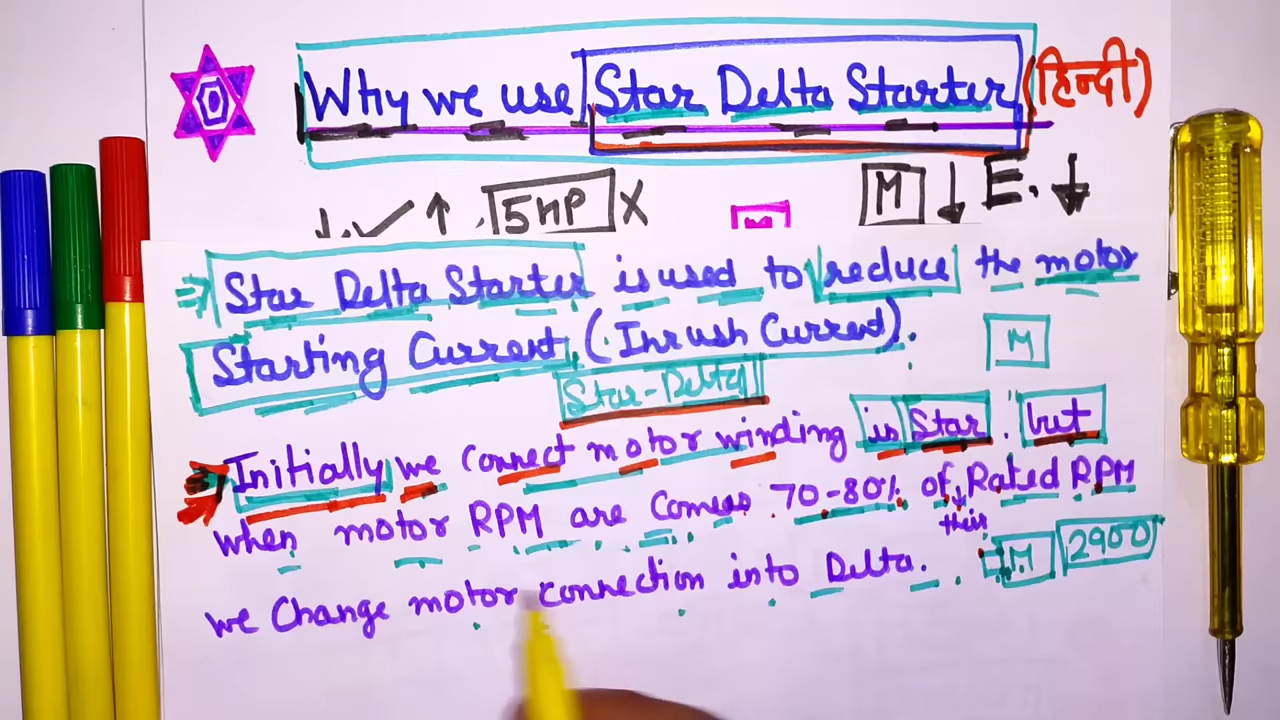 Why we use Star Delta Starter (हिन्दी)
5HP X M E.
Star Delta Starter is used to reduce the motor
Starting Current (Inrush Current).
M
Star-Delta
Initially we connect motor winding is Star. but
when motor RPM are Comes 70-80% of Rated RPM
their
M 2900
we Change motor connection into Delta.